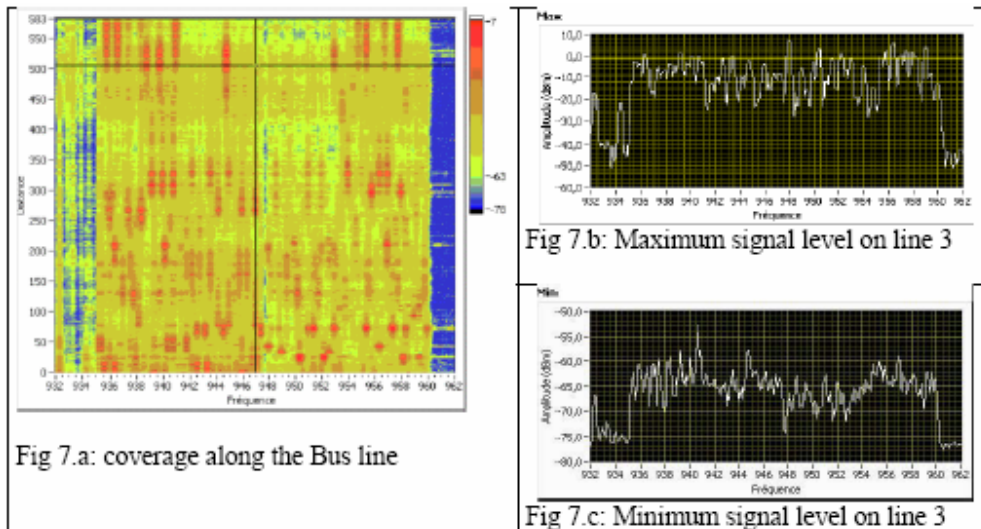 583
550
500
450
400
350
300
250
200
150
100
50
0
Distance
932 934 936 938 940 942 944 946 948 950 952 954 956 958 960 962
Fréquence
-7
-63
-78
Fig 7.a: coverage along the Bus line
Max
10,0
0,0
-10,0
-20,0
-30,0
-40,0
-50,0
-60,0
Amplitude (dBm)
932 934 936 938 940 942 944 946 948 950 952 954 956 958 960 962
Fréquence
Fig 7.b: Maximum signal level on line 3
Min
-50,0
-55,0
-60,0
-65,0
-70,0
-75,0
-80,0
Amplitude (dBm)
932 934 936 938 940 942 944 946 948 950 952 954 956 958 960 962
Fréquence
Fig 7.c: Minimum signal level on line 3